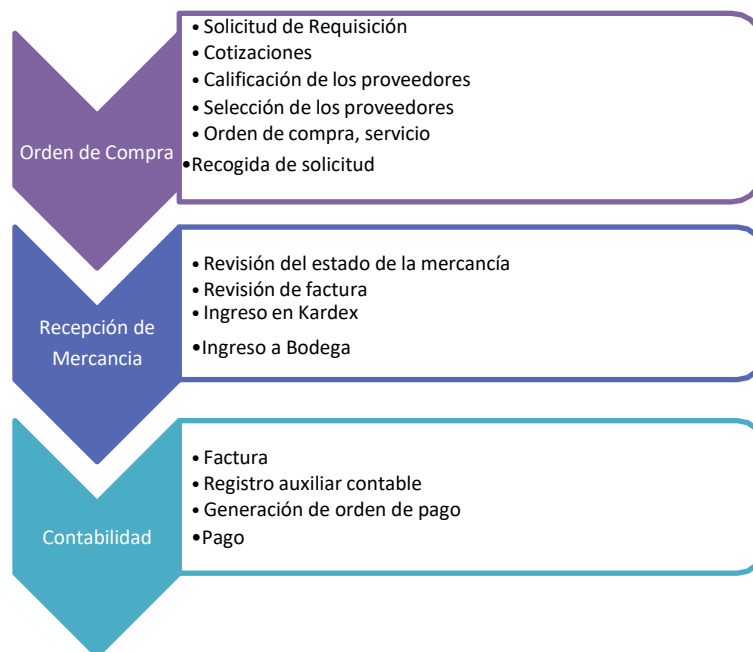 • Solicitud de Requisición
• Cotizaciones
• Calificación de los proveedores
• Selección de los proveedores
• Orden de compra, servicio
•Recogida de solicitud
Orden de Compra
• Revisión del estado de la mercancía
• Revisión de factura
• Ingreso en Kardex
•Ingreso a Bodega
Recepción de
Mercancia
• Factura
• Registro auxiliar contable
• Generación de orden de pago
•Pago
Contabilidad